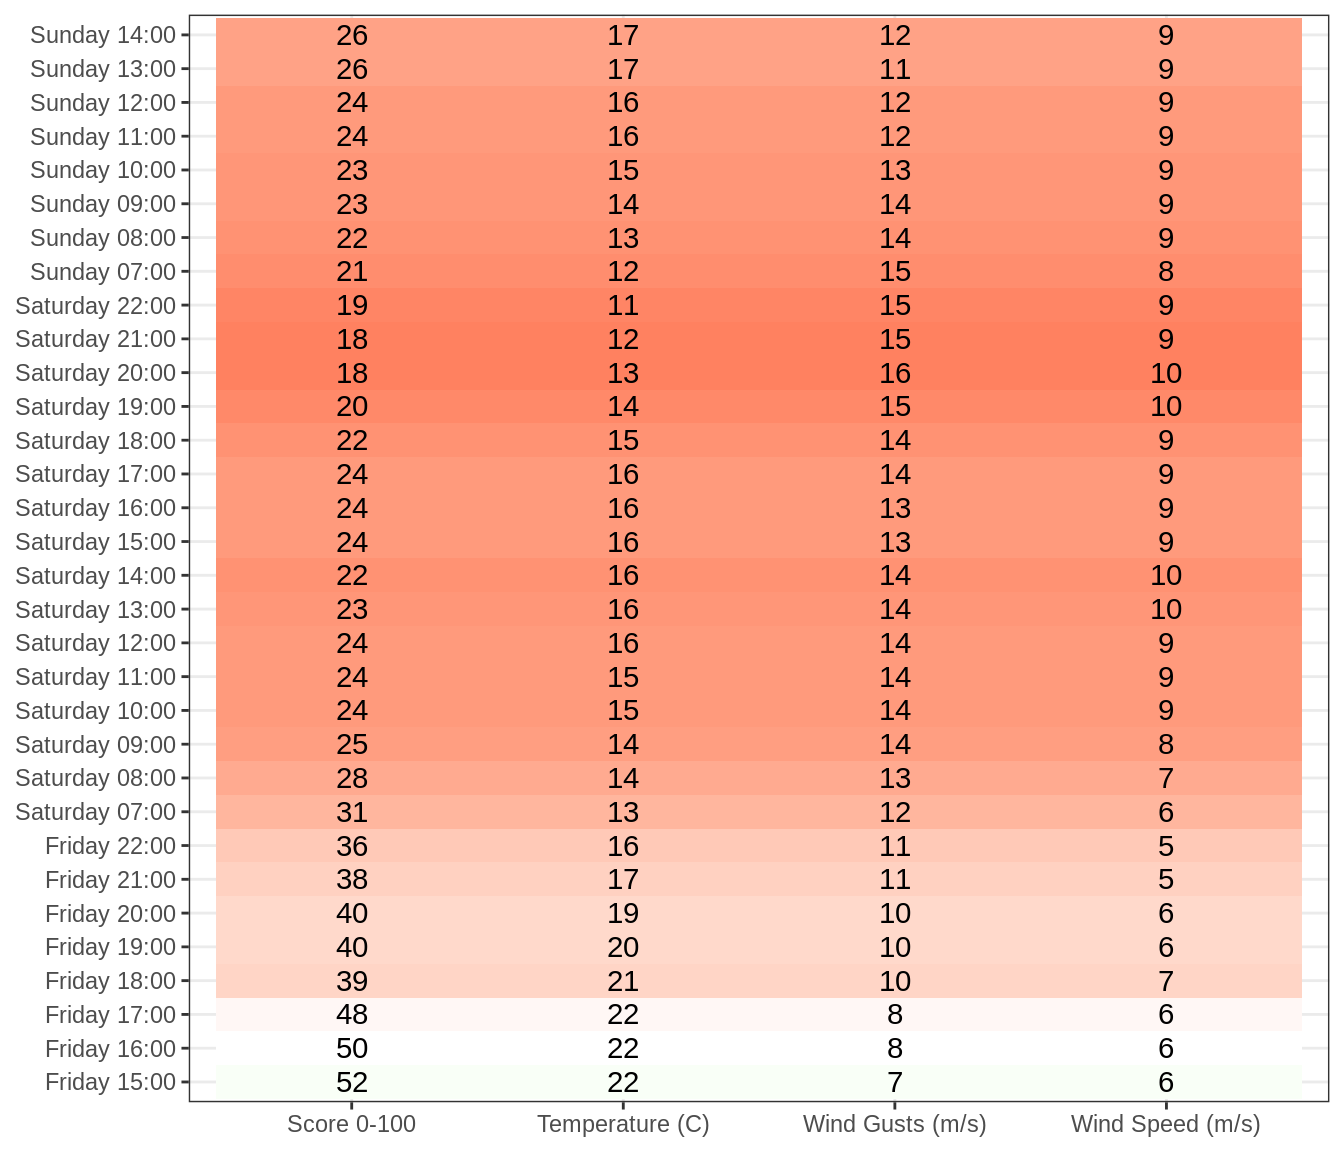 Sunday 14:00 26 17 12 9
Sunday 13:00 26 17 11 9
Sunday 12:00 24 16 12 9
Sunday 11:00 24 16 12 9
Sunday 10:00 23 15 13 9
Sunday 09:00 23 14 14 9
Sunday 08:00 22 13 14 9
Sunday 07:00 21 12 15 8
Saturday 22:00 19 11 15 9
Saturday 21:00 18 12 15 9
Saturday 20:00 18 13 16 10
Saturday 19:00 20 14 15 10
Saturday 18:00 22 15 14 9
Saturday 17:00 24 16 14 9
Saturday 16:00 24 16 13 9
Saturday 15:00 24 16 13 9
Saturday 14:00 22 16 14 10
Saturday 13:00 23 16 14 10
Saturday 12:00 24 16 14 9
Saturday 11:00 24 15 14 9
Saturday 10:00 24 15 14 9
Saturday 09:00 25 14 14 8
Saturday 08:00 28 14 13 7
Saturday 07:00 31 13 12 6
Friday 22:00 36 16 11 5
Friday 21:00 38 17 11 5
Friday 20:00 40 19 10 6
Friday 19:00 40 20 10 6
Friday 18:00 39 21 10 7
Friday 17:00 48 22 8 6
Friday 16:00 50 22 8 6
Friday 15:00 52 22 7 6
Score 0-100 Temperature (C) Wind Gusts (m/s) Wind Speed (m/s)